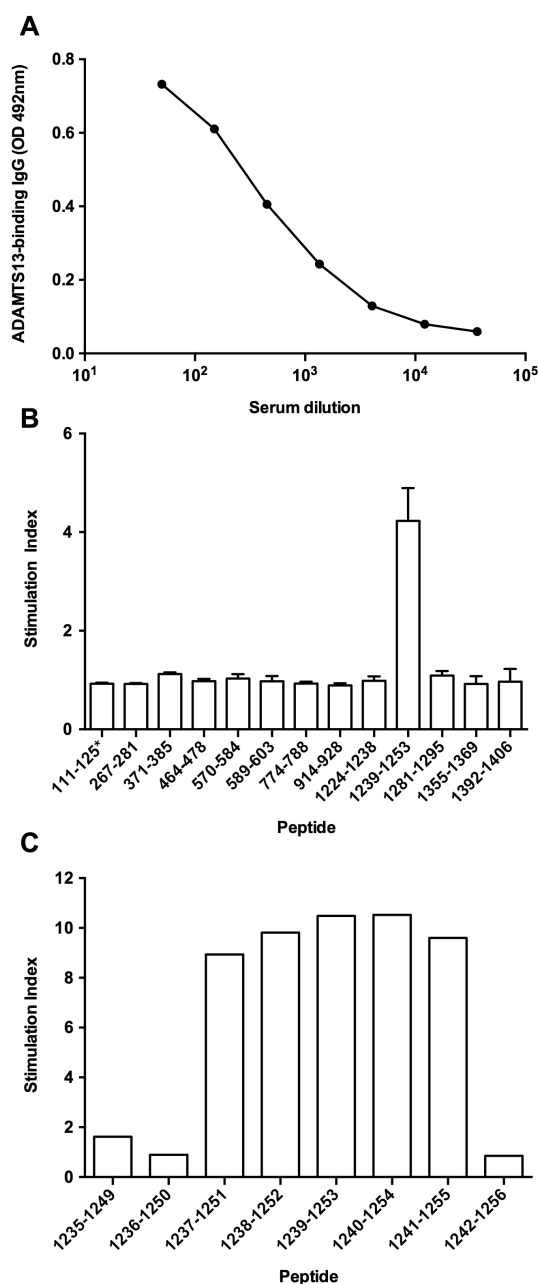 A
ADAMTS13-binding IgG (OD 492nm)
0.8
0.6
0.4
0.2
0.0
10¹ 10² 10³ 10⁴ 10⁵
Serum dilution
B
Stimulation Index
6
4
2
0
111-125* 267-281 371-385 464-478 570-584 589-603 774-788 914-928 1224-1238 1239-1253 1281-1295 1355-1369 1392-1406
Peptide
C
Stimulation Index
12
10
8
6
4
2
0
1235-1249 1236-1250 1237-1251 1238-1252 1239-1253 1240-1254 1241-1255 1242-1256
Peptide